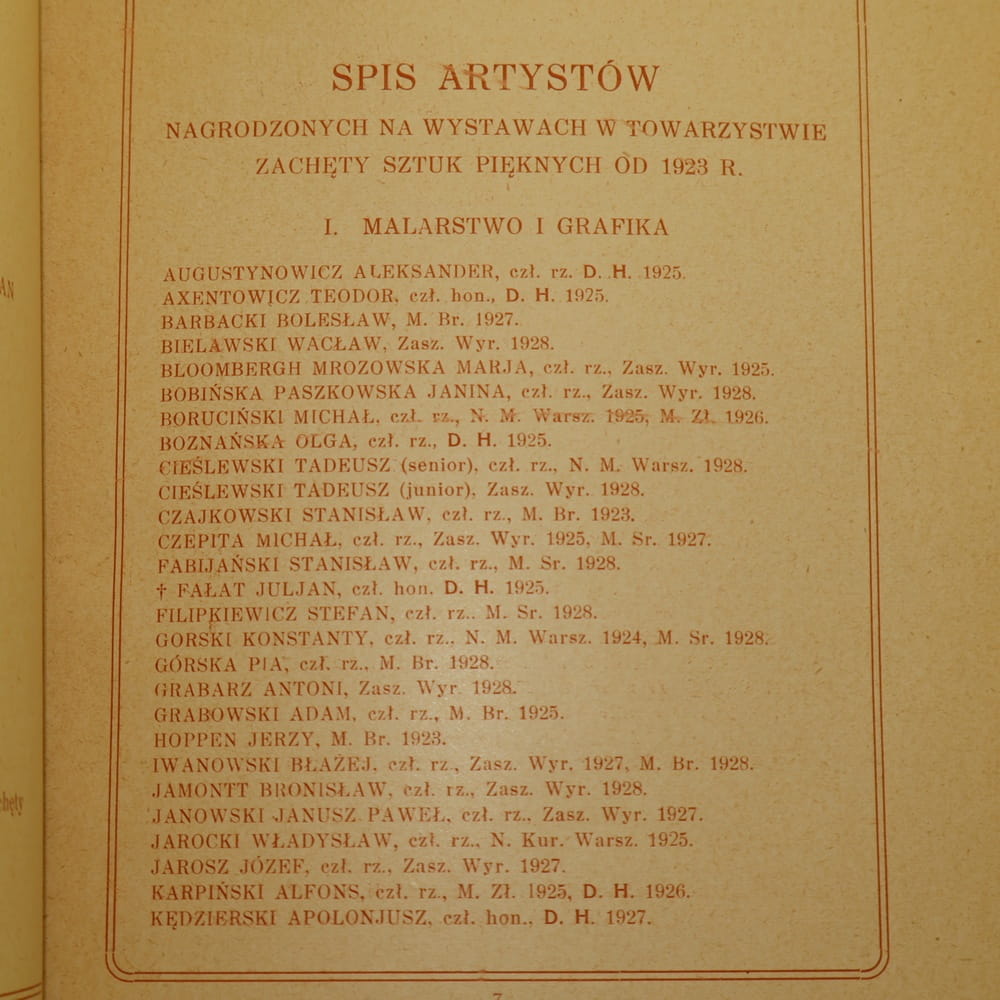 SPIS ARTYSTÓW
NAGRODZONYCH NA WYSTAWACH W TOWARZYSTWIE
ZACHĘTY SZTUK PIĘKNYCH OD 1923 R.
I. MALARSTWO I GRAFIKA
AUGUSTYNOWICZ ALEKSANDER, czł. rz. D. H. 1925.
AXENTOWICZ TEODOR, czł. hon., D. H. 1925.
BARBACKI BOLESŁAW, M. Br. 1927.
BIELAWSKI WACŁAW, Zasz. Wyr. 1928.
BLOOMBERGH MROZOWSKA MARJA, czł. rz., Zasz. Wyr. 1925.
BOBIŃSKA PASZKOWSKA JANINA, czł. rz., Zasz. Wyr. 1928.
BORUCIŃSKI MICHAŁ, czł. rz., N. M. Warsz. 1925, M. Zł. 1926.
BOZNAŃSKA OLGA, czł. rz., D. H. 1925.
CIEŚLEWSKI TADEUSZ (senior), czł. rz., N. M. Warsz. 1928.
CIEŚLEWSKI TADEUSZ (junior), Zasz. Wyr. 1928.
CZAJKOWSKI STANISŁAW, czł. rz., M. Br. 1923.
CZEPITA MICHAŁ, czł. rz., Zasz. Wyr. 1925, M. Sr. 1927.
FABIJAŃSKI STANISŁAW, czł. rz., M. Sr. 1928.
† FAŁAT JULJAN, czł. hon. D. H. 1925.
FILIPKIEWICZ STEFAN, czł. rz.. M. Sr. 1928.
GORSKI KONSTANTY, czł. rz., N. M. Warsz. 1924, M. Sr. 1928.
GÓRSKA PIA, czł. rz., M. Br. 1928.
GRABARZ ANTONI, Zasz. Wyr. 1928.
GRABOWSKI ADAM, czł. rz., M. Br. 1925.
HOPPEN JERZY, M. Br. 1923.
IWANOWSKI BŁAŻEJ, czł. rz., Zasz. Wyr. 1927, M. Br. 1928.
JAMONTT BRONISŁAW, czł. rz., Zasz. Wyr. 1928.
JANOWSKI JANUSZ PAWEŁ, czł. rz., Zasz. Wyr. 1927.
JAROCKI WŁADYSŁAW, czł. rz., N. Kur. Warsz. 1925.
JAROSZ JÓZEF, czł. rz., Zasz. Wyr. 1927.
KARPIŃSKI ALFONS, czł. rz., M. Zł. 1925, D. H. 1926.
KĘDZIERSKI APOLONJUSZ, czł. hon., D. H. 1927.